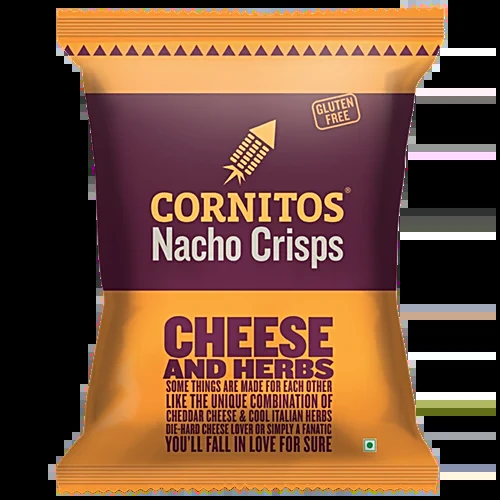 GLUTEN
FREE
CORNITOS®
Nacho Crisps
CHEESE
AND HERBS
SOME THINGS ARE MADE FOR EACH OTHER
LIKE THE UNIQUE COMBINATION OF
CHEDDAR CHEESE & COOL ITALIAN HERBS
DIE-HARD CHEESE LOVER OR SIMPLY A FANATIC
YOU'LL FALL IN LOVE FOR SURE